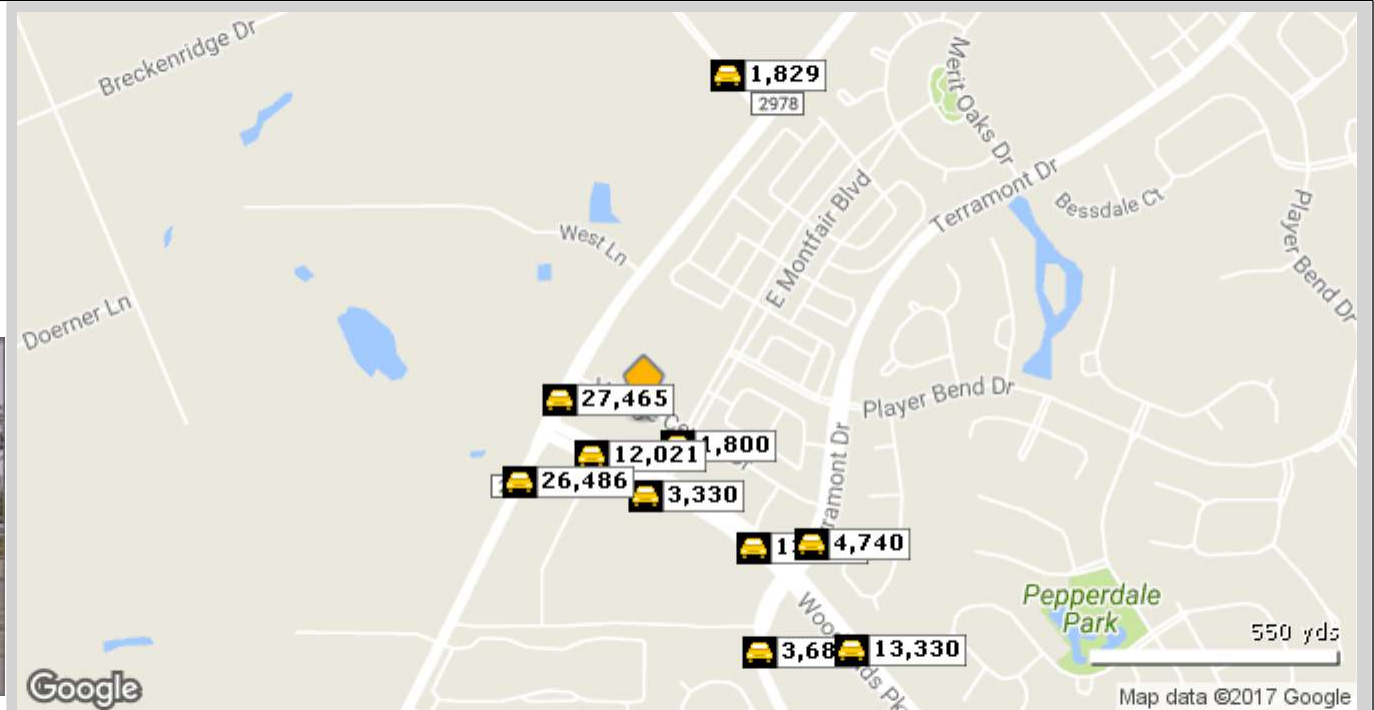 Breckenridge Dr
1,829
2978
Merit Oaks Dr
Terramont Dr
Bessdale Ct
Player Bend Dr
E Montfair Blvd
West Ln
Doerner Ln
27,465
Player Bend Dr
1,800
12,021
26,486
3,330
4,740
Pepperdale
Park
550 yds
3,68
13,330
Google
Map data ©2017 Google